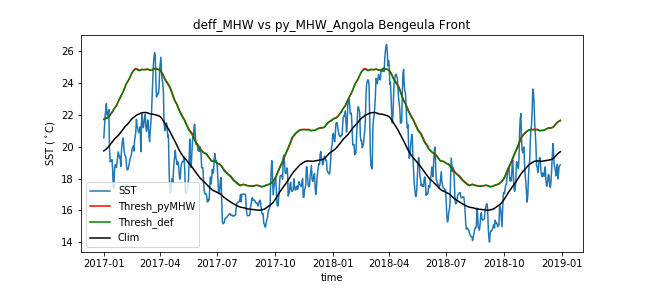 deff_MHW vs py_MHW_Angola Bengeula Front
SST (°C)
26
24
22
20
18
16
14
SST
Thresh_pyMHW
Thresh_def
Clim
2017-01 2017-04 2017-07 2017-10 2018-01 2018-04 2018-07 2018-10 2019-01
time